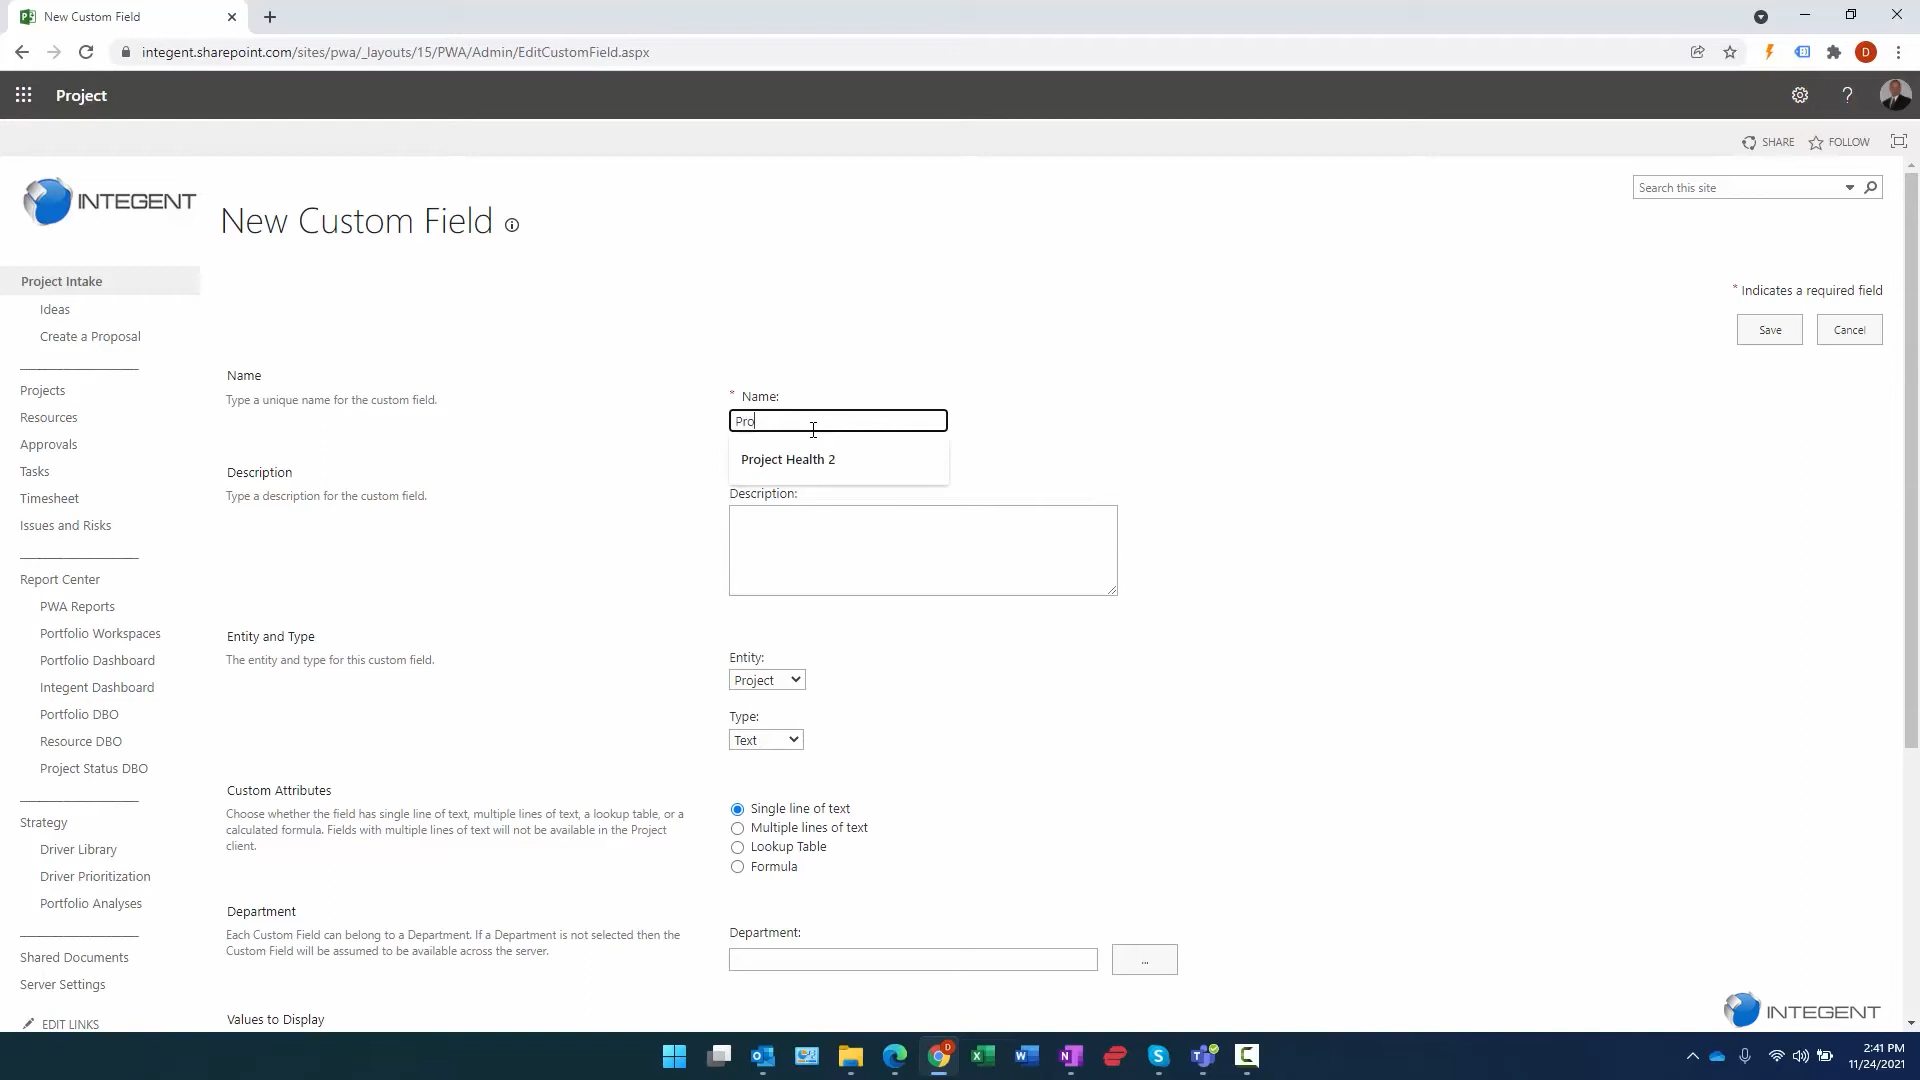 New Custom Field
integent.sharepoint.com/sites/pwa/_layouts/15/PWA/Admin/EditCustomField.aspx
D
Project
?
SHARE
FOLLOW
INTEGENT
Search this site
New Custom Field
Project Intake
* Indicates a required field
Ideas
Save
Cancel
Create a Proposal
Name
* Name:
Projects
Type a unique name for the custom field.
Pro
Resources
Approvals
Project Health 2
Tasks
Description
Description:
Timesheet
Type a description for the custom field.
Issues and Risks
Report Center
PWA Reports
Portfolio Workspaces
Entity and Type
Entity:
Portfolio Dashboard
The entity and type for this custom field.
Project
Integent Dashboard
Portfolio DBO
Type:
Resource DBO
Text
Project Status DBO
Custom Attributes
Strategy
Choose whether the field has single line of text, multiple lines of text, a lookup table, or a
calculated formula. Fields with multiple lines of text will not be available in the Project
client.
Single line of text
Multiple lines of text
Lookup Table
Formula
Driver Library
Driver Prioritization
Portfolio Analyses
Department
Each Custom Field can belong to a Department. If a Department is not selected then the
Custom Field will be assumed to be available across the server.
Department:
...
Shared Documents
Server Settings
EDIT LINKS
Values to Display
INTEGENT
2:41 PM
11/24/2021